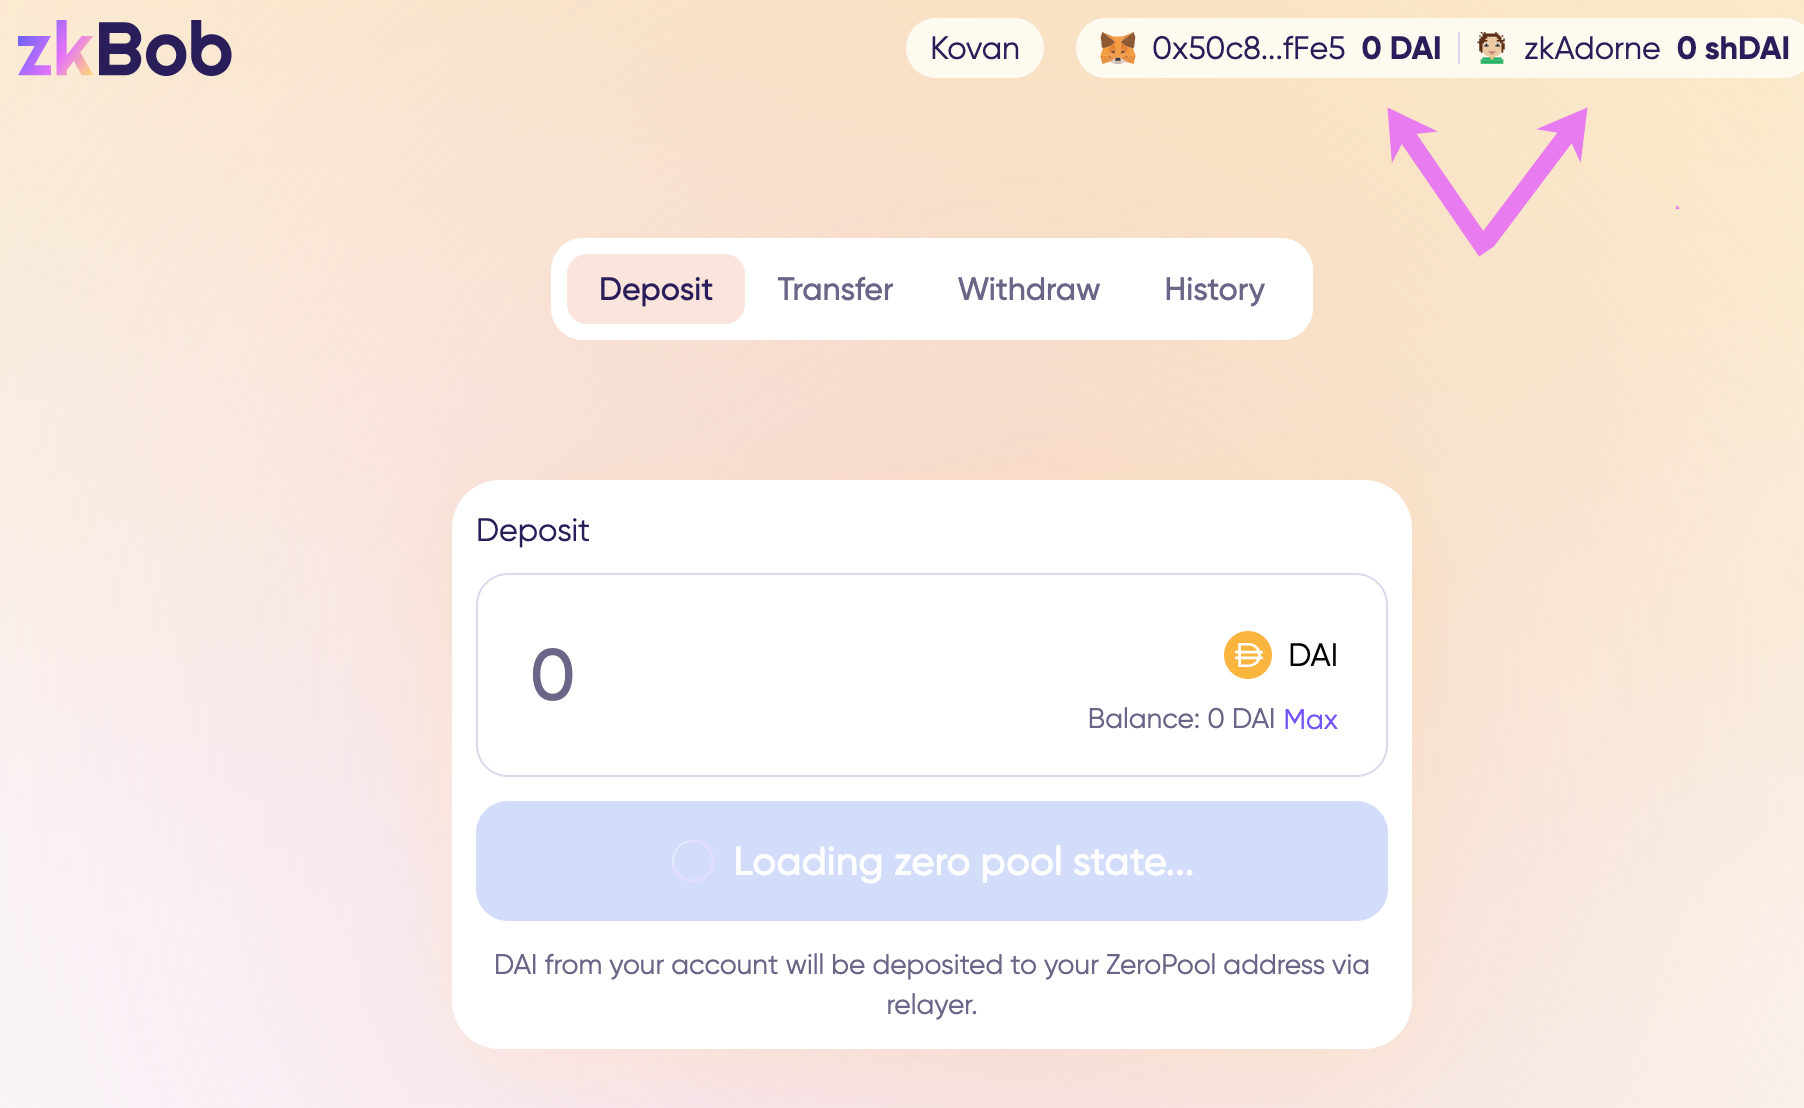 zkBob
Kovan
0x50c8...fFe5 0 DAI
zkAdorne 0 shDAI
Deposit Transfer Withdraw History
Deposit
0
DAI
Balance: 0 DAI Max
Loading zero pool state...
DAI from your account will be deposited to your ZeroPool address via
relayer.